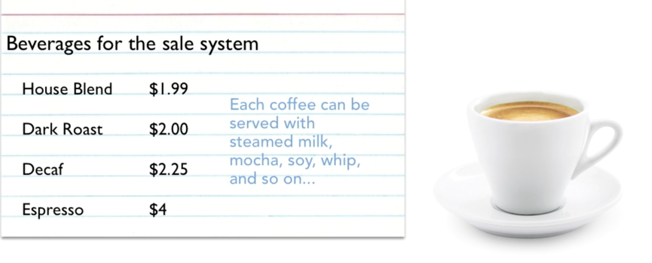 Beverages for the sale system
House Blend $1.99
Dark Roast $2.00
Decaf $2.25
Espresso $4
Each coffee can be
served with
steamed milk,
mocha, soy, whip,
and so on...